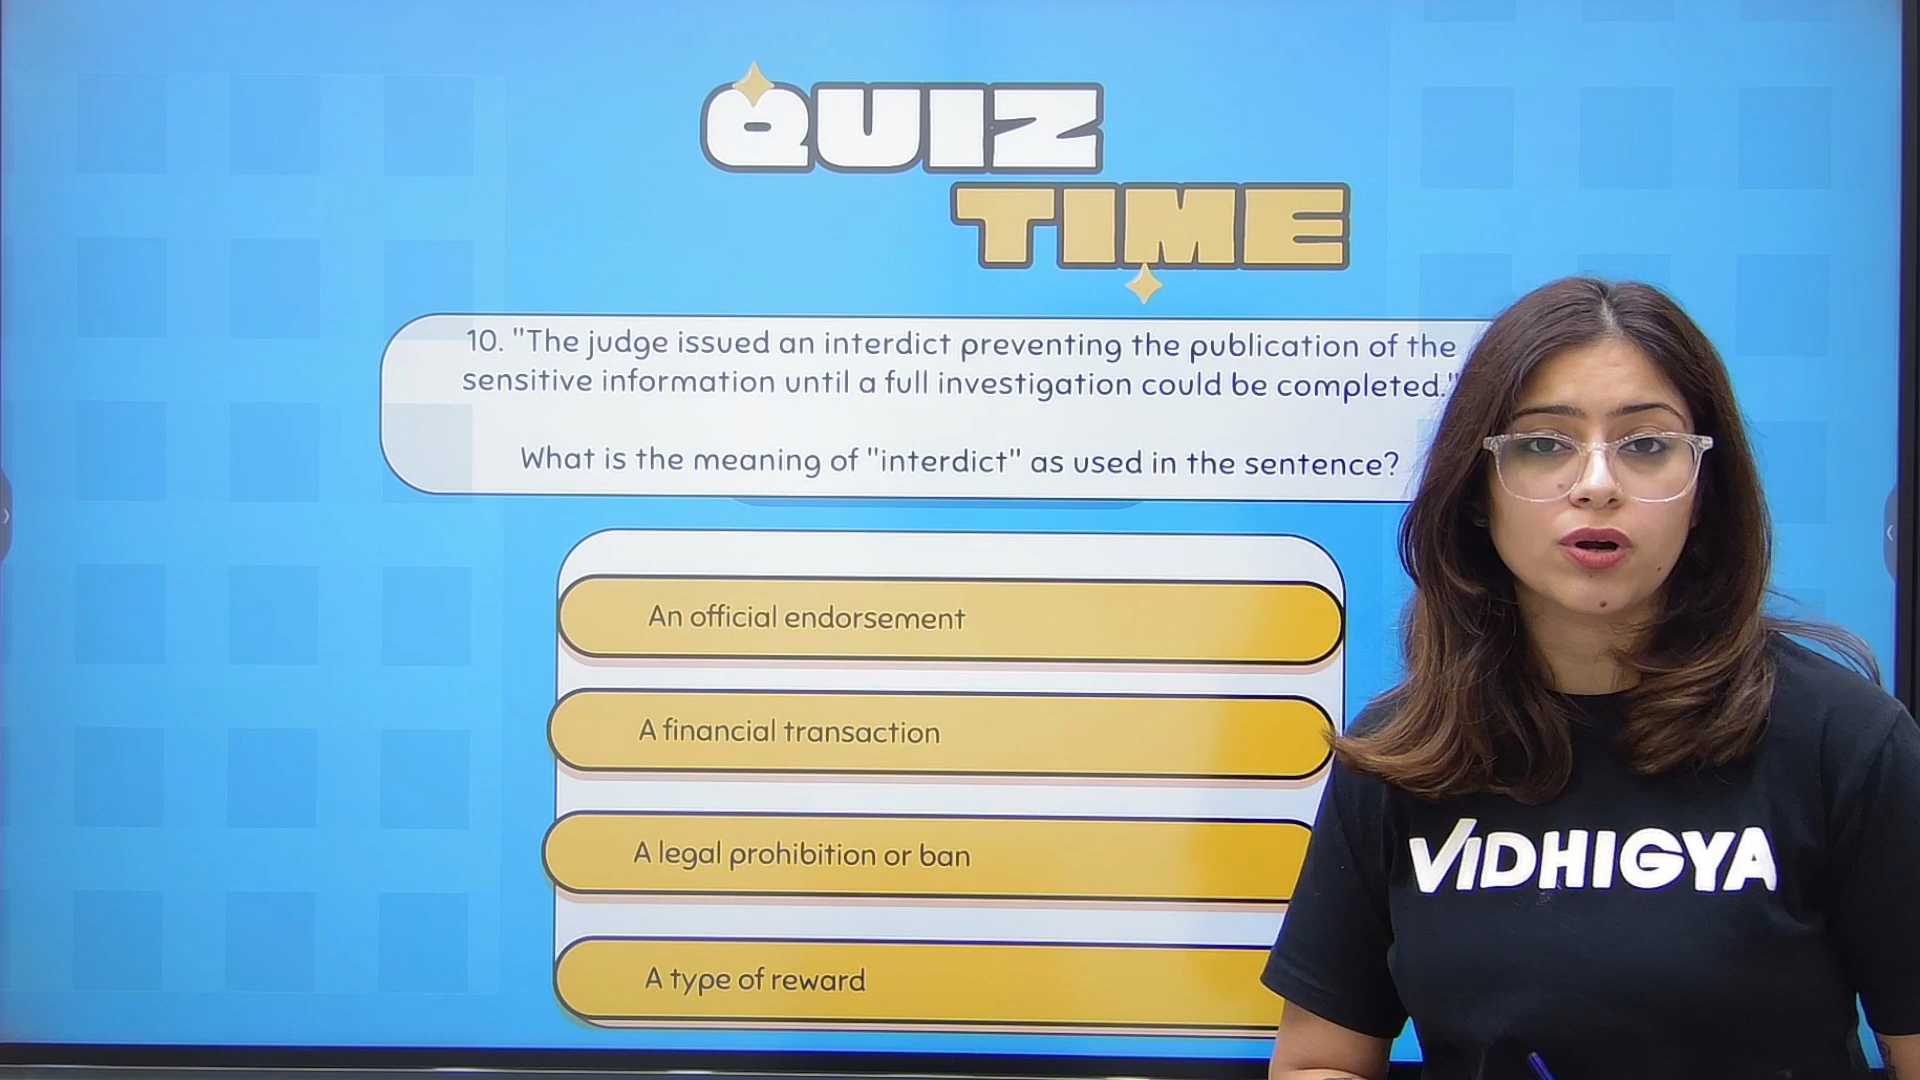 QUIZ
TIME
10. "The judge issued an interdict preventing the publication of the
sensitive information until a full investigation could be completed."
What is the meaning of "interdict" as used in the sentence?
An official endorsement
A financial transaction
A legal prohibition or ban
A type of reward
VIDHIGYA